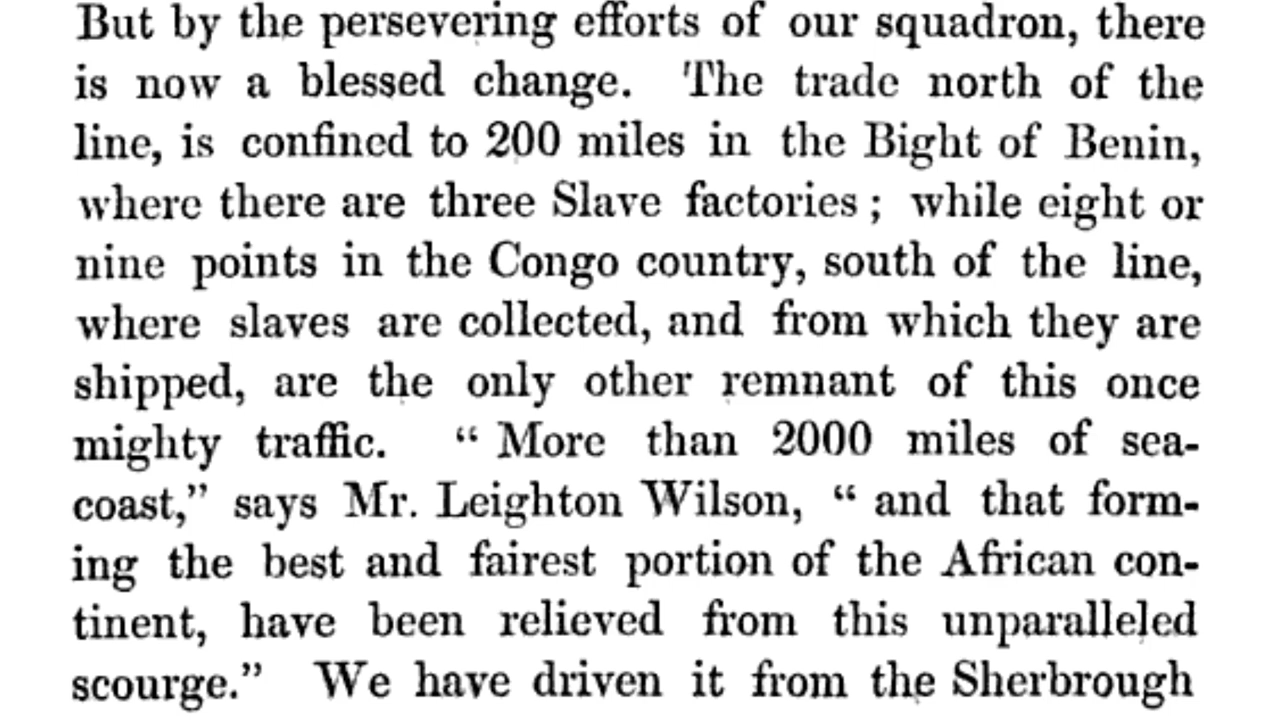 But by the persevering efforts of our squadron, there
is now a blessed change. The trade north of the
line, is confined to 200 miles in the Bight of Benin,
where there are three Slave factories; while eight or
nine points in the Congo country, south of the line,
where slaves are collected, and from which they are
shipped, are the only other remnant of this once
mighty traffic. “ More than 2000 miles of sea-
coast,” says Mr. Leighton Wilson, “ and that form-
ing the best and fairest portion of the African con-
tinent, have been relieved from this unparalleled
scourge.” We have driven it from the Sherbrough